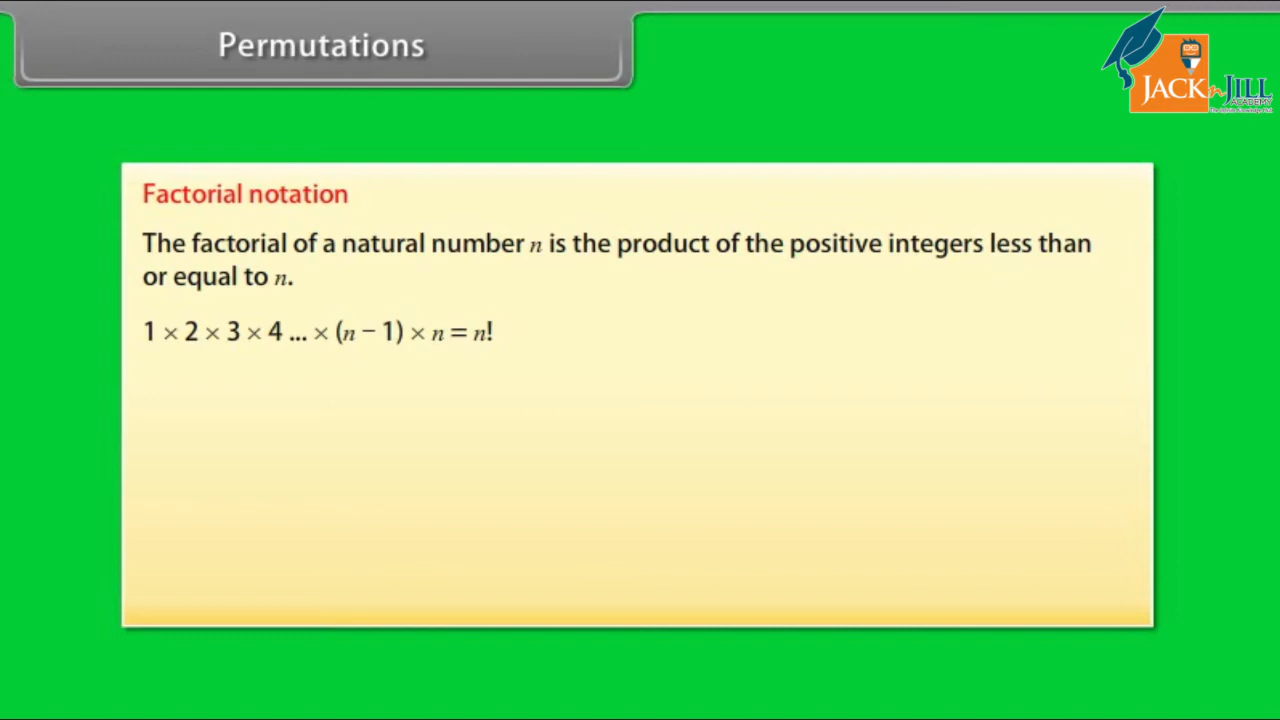 Permutations
JACK n JILL
ACADEMY
Factorial notation
The factorial of a natural number n is the product of the positive integers less than
or equal to n.
1 × 2 × 3 × 4 ... × (n − 1) × n = n!